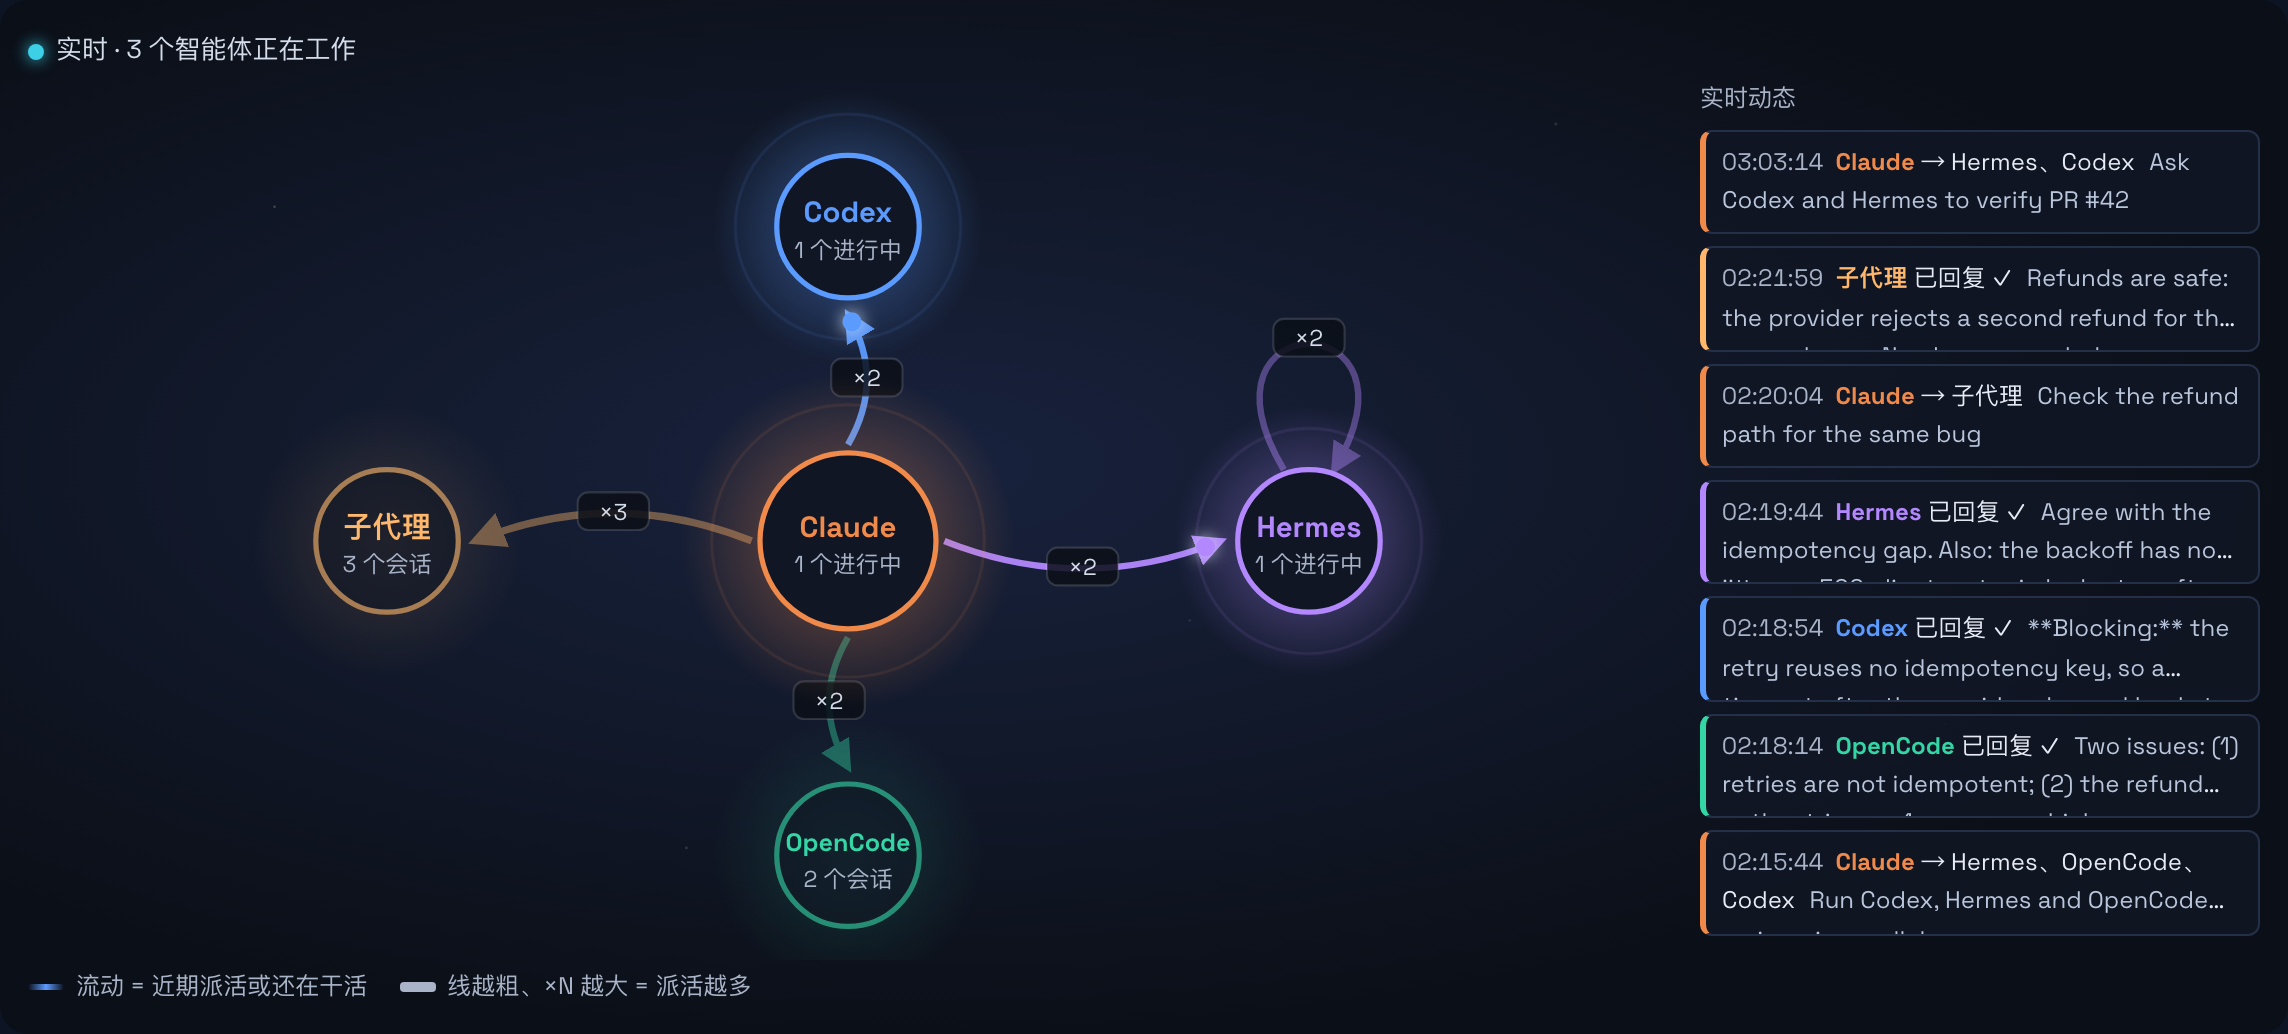 实时 · 3 个智能体正在工作
Codex
1 个进行中
×2
×2
子代理
3 个会话
×3
Claude
1 个进行中
×2
Hermes
1 个进行中
×2
OpenCode
2 个会话
流动 = 近期派活或还在干活
线越粗、×N 越大 = 派活越多
实时动态
03:03:14 Claude → Hermes、Codex Ask
Codex and Hermes to verify PR #42
02:21:59 子代理 已回复 ✓ Refunds are safe:
the provider rejects a second refund for th…
02:20:04 Claude → 子代理 Check the refund
path for the same bug
02:19:44 Hermes 已回复 ✓ Agree with the
idempotency gap. Also: the backoff has no…
02:18:54 Codex 已回复 ✓ **Blocking:** the
retry reuses no idempotency key, so a…
02:18:14 OpenCode 已回复 ✓ Two issues: (1)
retries are not idempotent; (2) the refund…
02:15:44 Claude → Hermes、OpenCode、
Codex Run Codex, Hermes and OpenCode…